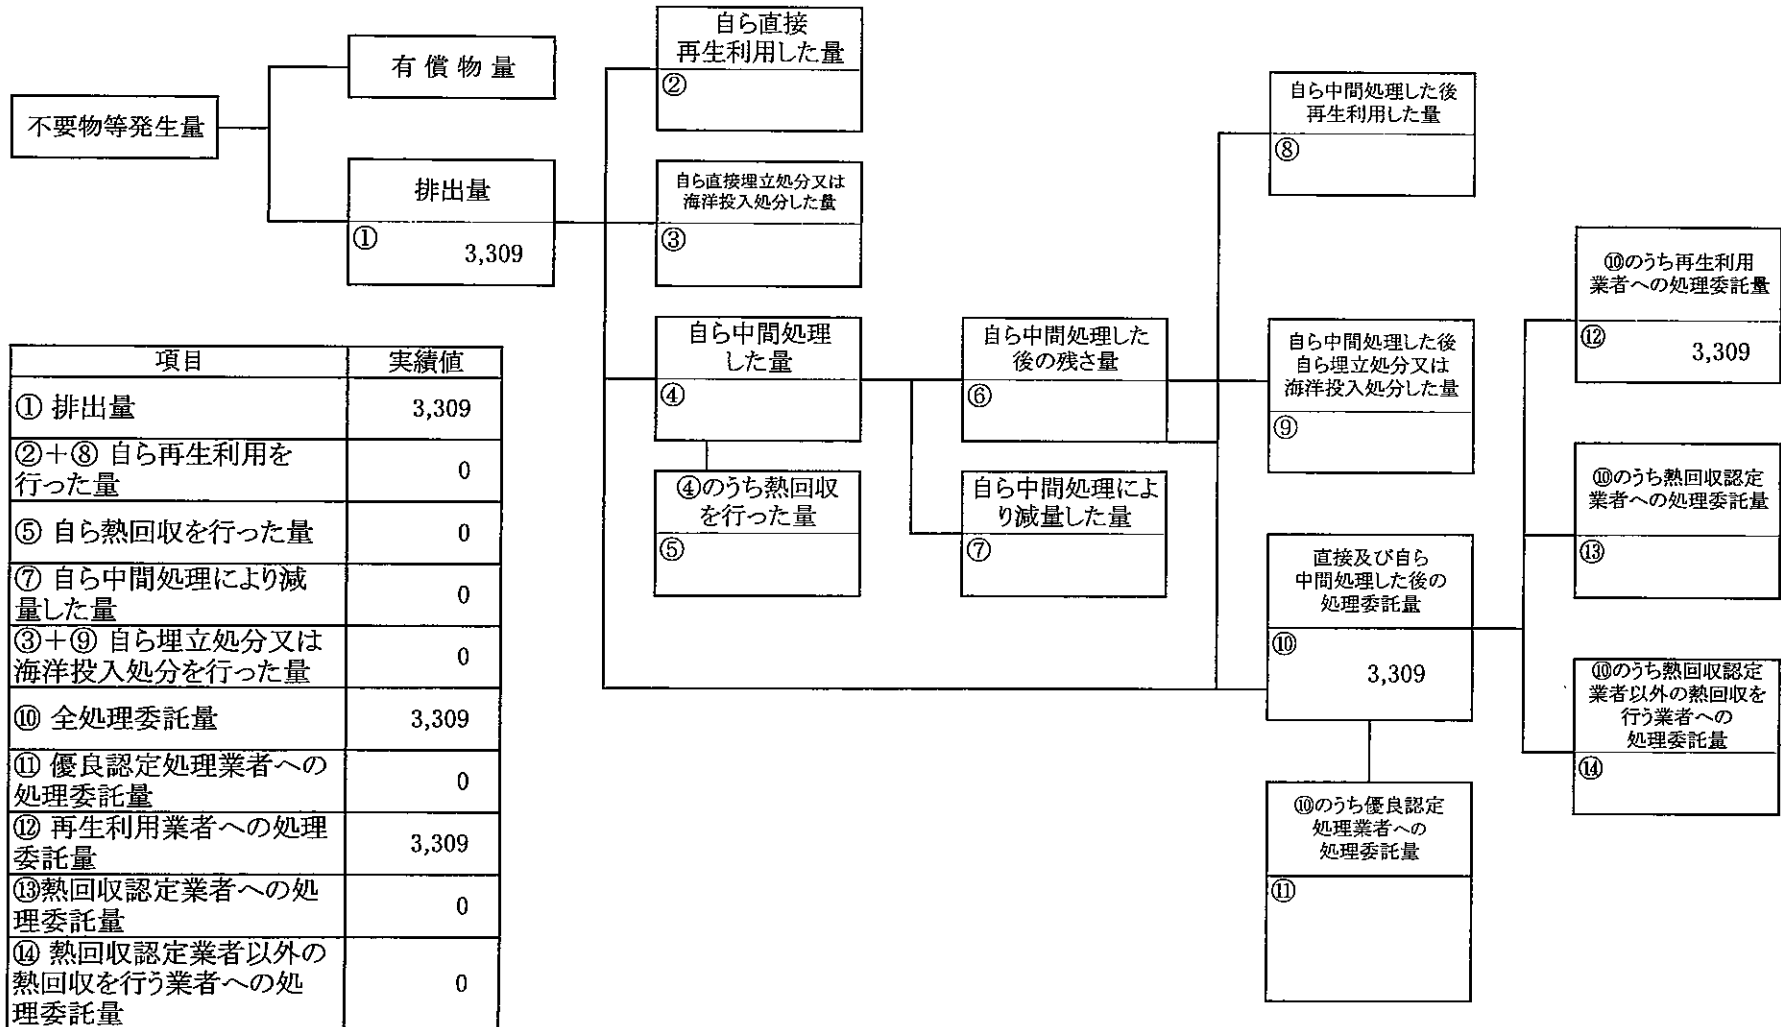 不要物等発生量
有償物量
排出量
①
3,309
自ら直接
再生利用した量
②
自ら直接埋立処分又は
海洋投入処分した量
③
自ら中間処理
した量
④
④のうち熱回収
を行った量
⑤
自ら中間処理した
後の残さ量
⑥
自ら中間処理によ
り減量した量
⑦
自ら中間処理した後
再生利用した量
⑧
自ら中間処理した後
自ら埋立処分又は
海洋投入処分した量
⑨
直接及び自ら
中間処理した後の
処理委託量
⑩
3,309
⑩のうち優良認定
処理業者への
処理委託量
⑪
⑩のうち再生利用
業者への処理委託量
⑫
3,309
⑩のうち熱回収認定
業者への処理委託量
⑬
⑩のうち熱回収認定
業者以外の熱回収を
行う業者への
処理委託量
⑭
項目 実績値
① 排出量 3,309
②＋⑧ 自ら再生利用を
行った量 0
⑤ 自ら熱回収を行った量 0
⑦ 自ら中間処理により減
量した量 0
③＋⑨ 自ら埋立処分又は
海洋投入処分を行った量 0
⑩ 全処理委託量 3,309
⑪ 優良認定処理業者への
処理委託量 0
⑫ 再生利用業者への処理
委託量 3,309
⑬熱回収認定業者への処
理委託量 0
⑭ 熱回収認定業者以外の
熱回収を行う業者への処
理委託量 0